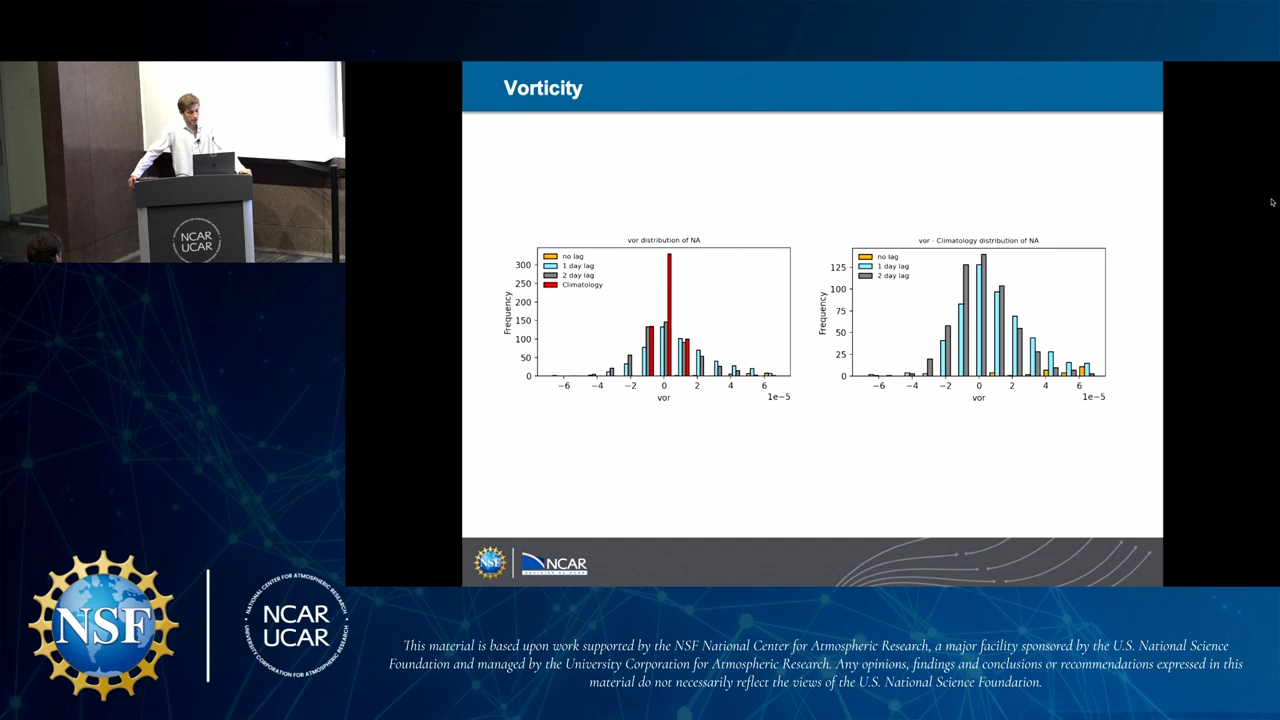 Vorticity
vor distribution of NA
no lag
1 day lag
2 day lag
Climatology
Frequency
300
250
200
150
100
50
0
−6 −4 −2 0 2 4 6
vor
1e−5
vor - Climatology distribution of NA
no lag
1 day lag
2 day lag
Frequency
125
100
75
50
25
0
−6 −4 −2 0 2 4 6
vor
1e−5
NCAR
UCAR
NSF
NCAR
NSF
NATIONAL CENTER FOR ATMOSPHERIC RESEARCH
NCAR
UCAR
UNIVERSITY CORPORATION FOR ATMOSPHERIC RESEARCH
This material is based upon work supported by the NSF National Center for Atmospheric Research, a major facility sponsored by the U.S. National Science
Foundation and managed by the University Corporation for Atmospheric Research. Any opinions, findings and conclusions or recommendations expressed in this
material do not necessarily reflect the views of the U.S. National Science Foundation.